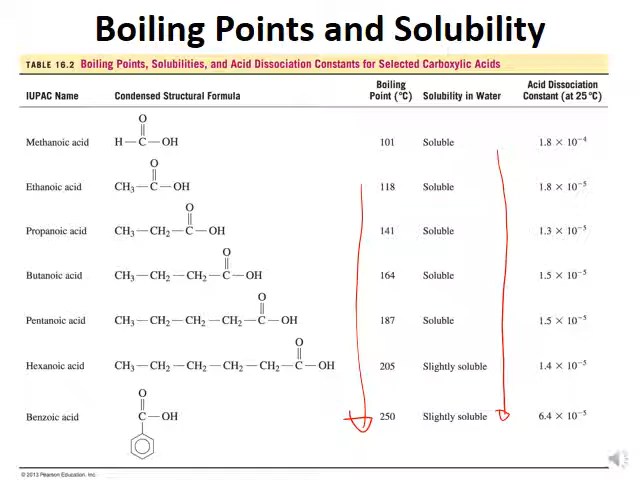 Boiling Points and Solubility
TABLE 16.2 Boiling Points, Solubilities, and Acid Dissociation Constants for Selected Carboxylic Acids
IUPAC Name Condensed Structural Formula Boiling Point (°C) Solubility in Water Acid Dissociation Constant (at 25 °C)
O
Methanoic acid H—C—OH 101 Soluble 1.8 × 10⁻⁴
O
Ethanoic acid CH₃—C—OH 118 Soluble 1.8 × 10⁻⁵
O
Propanoic acid CH₃—CH₂—C—OH 141 Soluble 1.3 × 10⁻⁵
O
Butanoic acid CH₃—CH₂—CH₂—C—OH 164 Soluble 1.5 × 10⁻⁵
O
Pentanoic acid CH₃—CH₂—CH₂—CH₂—C—OH 187 Soluble 1.5 × 10⁻⁵
O
Hexanoic acid CH₃—CH₂—CH₂—CH₂—CH₂—C—OH 205 Slightly soluble 1.4 × 10⁻⁵
O
Benzoic acid C—OH 250 Slightly soluble 6.4 × 10⁻⁵
© 2013 Pearson Education, Inc.